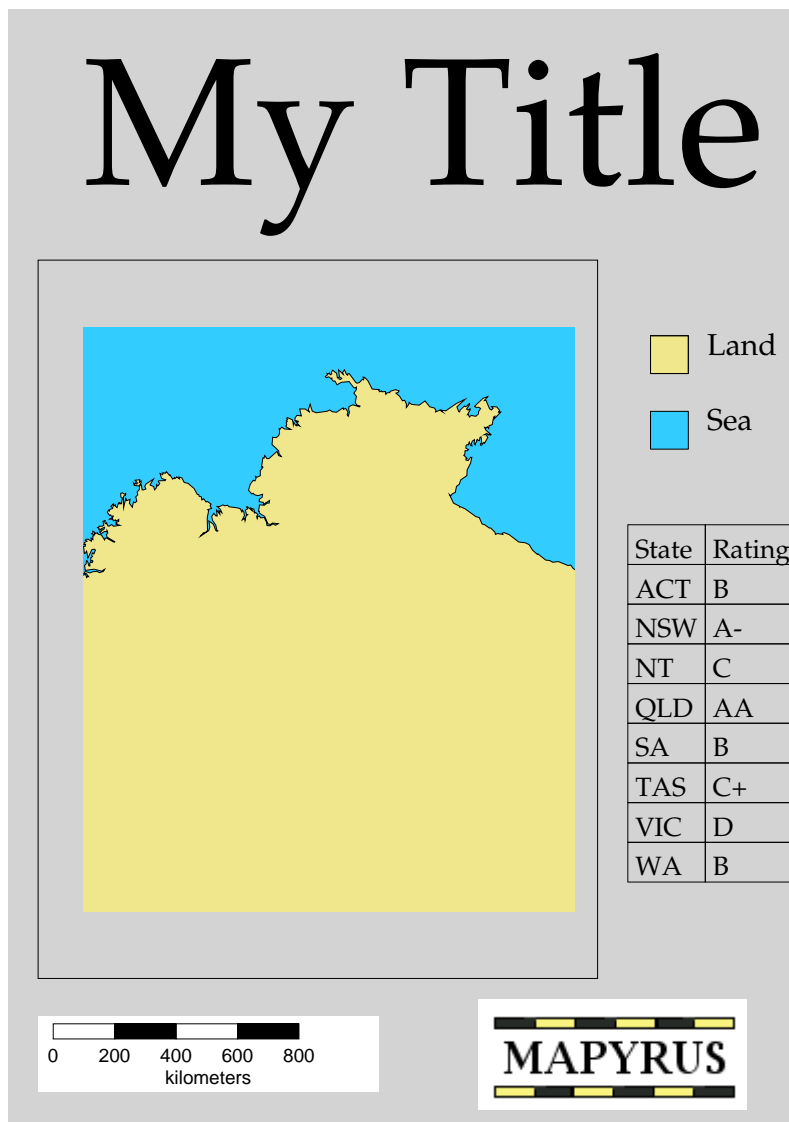 My Title
Land
Sea
State Rating
ACT B
NSW A-
NT C
QLD AA
SA B
TAS C+
VIC D
WA B
0 200 400 600 800
kilometers
MAPYRUS